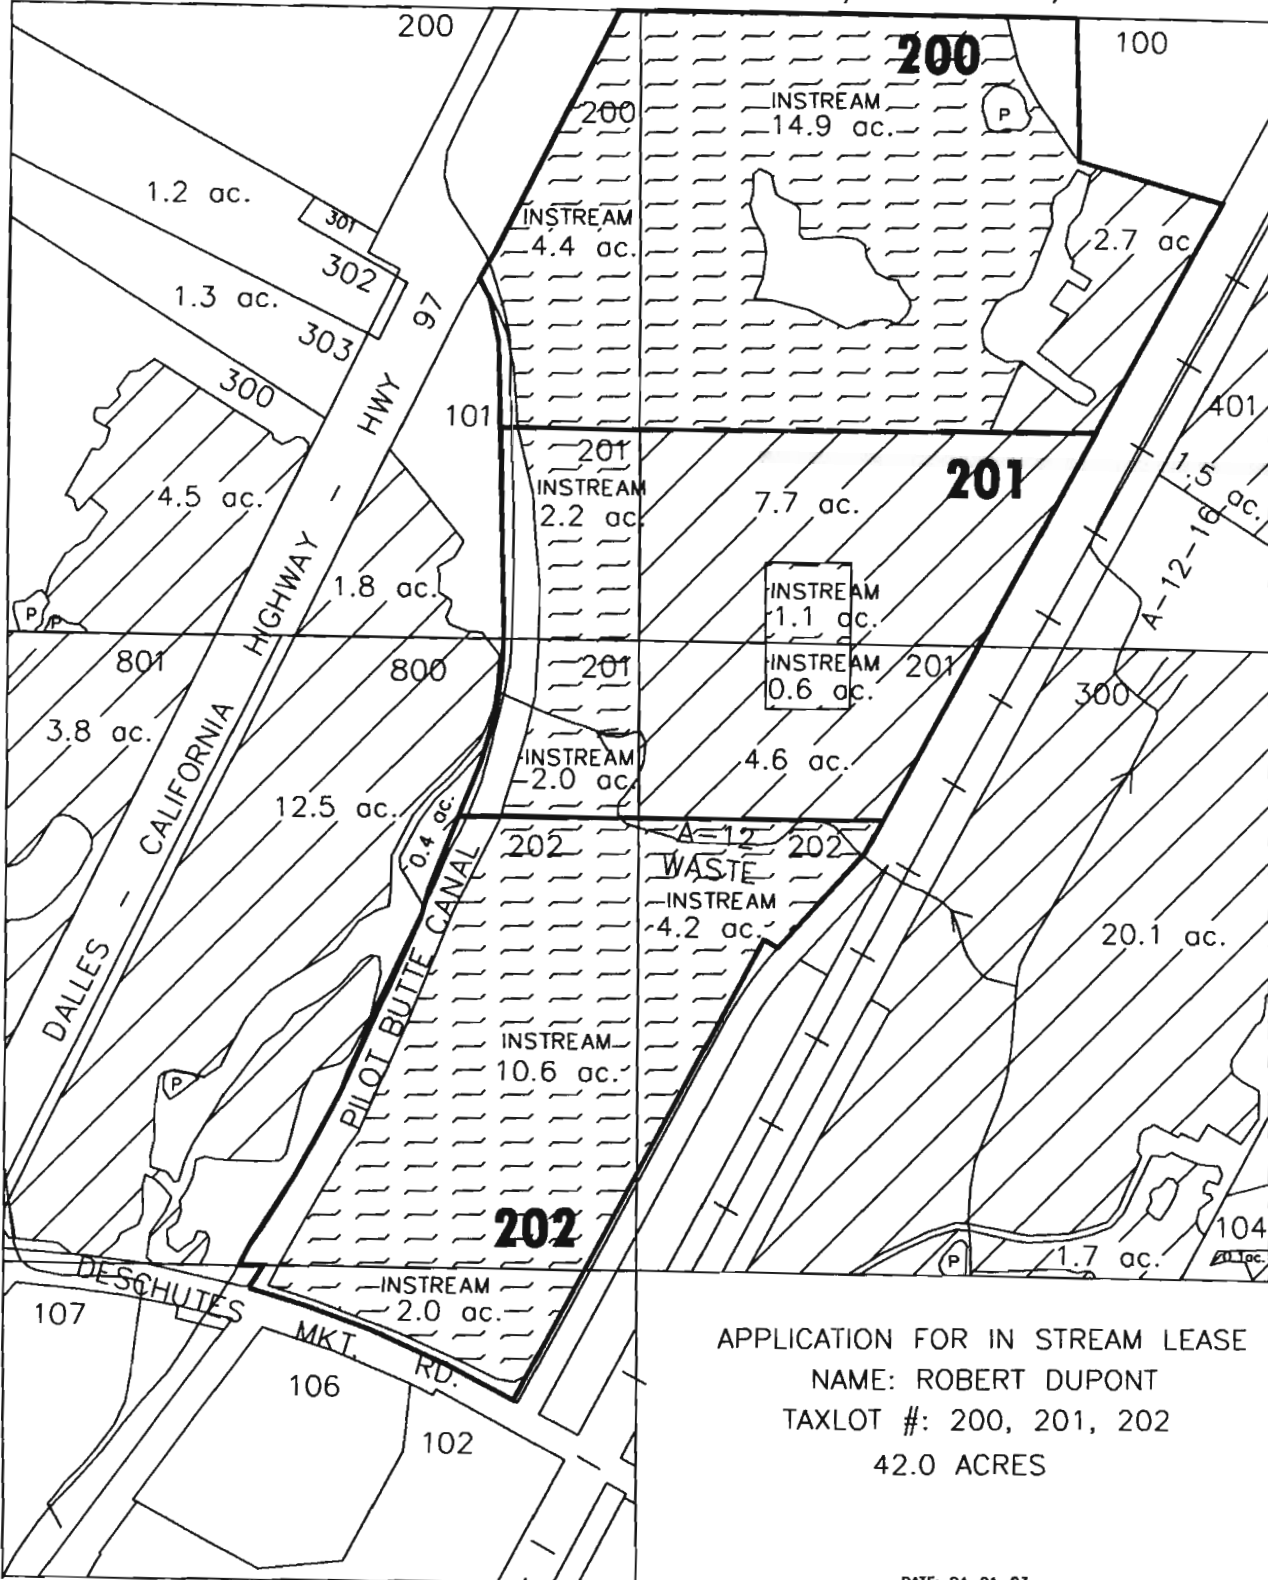 200
200
100
INSTREAM
14.9 ac.
P
200
1.2 ac.
301
INSTREAM
4.4 ac.
2.7 ac
302
1.3 ac.
97
303
300
HWY
101
401
201
201
INSTREAM
2.2 ac.
7.7 ac.
1.5 ac.
4.5 ac.
A-12-16
HIGHWAY -
1.8 ac.
INSTREAM
1.1 ac.
P
P
801
800
201
INSTREAM
0.6 ac.
201
300
3.8 ac.
CALIFORNIA
INSTREAM
2.0 ac.
4.6 ac.
12.5 ac.
0.4 ac.
202
A-12
WASTE
202
INSTREAM
4.2 ac.
20.1 ac.
DALLES -
PILOT BUTTE CANAL
INSTREAM
10.6 ac.
P
202
104
0.1ac.
P
1.7 ac.
DESCHUTES MKT. RD.
INSTREAM
2.0 ac.
107
106
102
APPLICATION FOR IN STREAM LEASE
NAME: ROBERT DUPONT
TAXLOT #: 200, 201, 202
42.0 ACRES